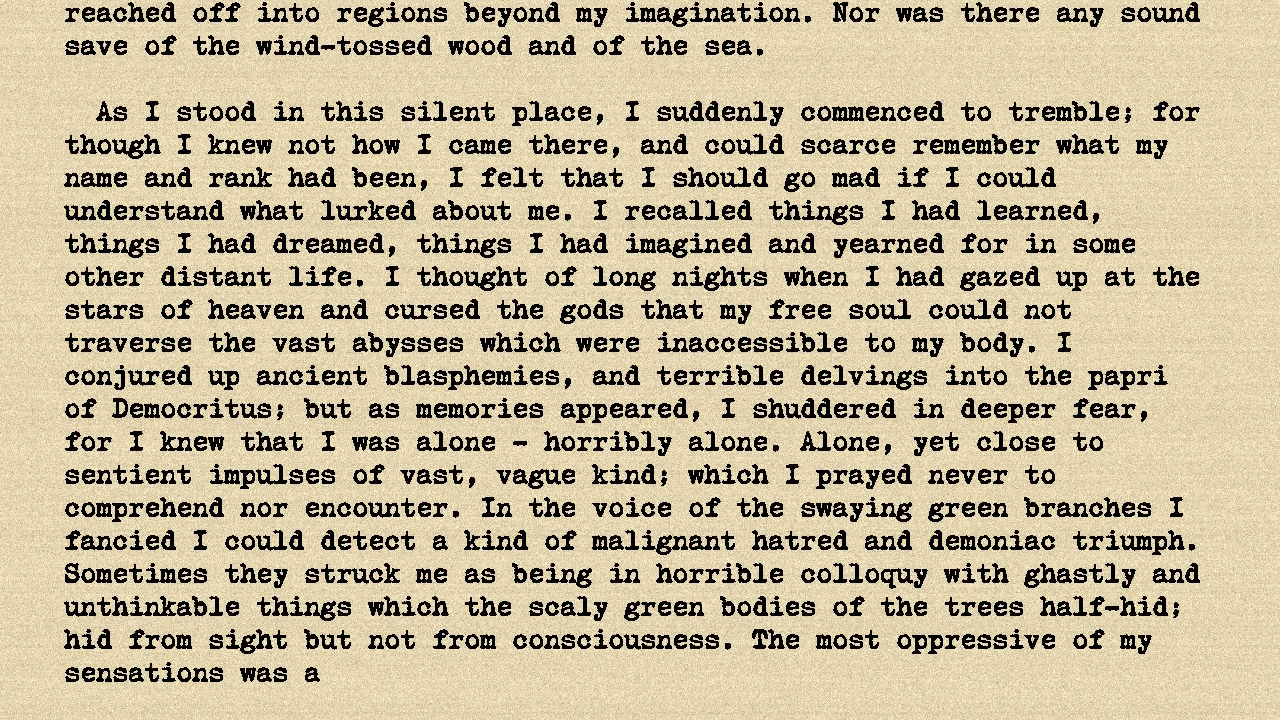 reached off into regions beyond my imagination. Nor was there any sound
save of the wind-tossed wood and of the sea.
As I stood in this silent place, I suddenly commenced to tremble; for
though I knew not how I came there, and could scarce remember what my
name and rank had been, I felt that I should go mad if I could
understand what lurked about me. I recalled things I had learned,
things I had dreamed, things I had imagined and yearned for in some
other distant life. I thought of long nights when I had gazed up at the
stars of heaven and cursed the gods that my free soul could not
traverse the vast abysses which were inaccessible to my body. I
conjured up ancient blasphemies, and terrible delvings into the papri
of Democritus; but as memories appeared, I shuddered in deeper fear,
for I knew that I was alone - horribly alone. Alone, yet close to
sentient impulses of vast, vague kind; which I prayed never to
comprehend nor encounter. In the voice of the swaying green branches I
fancied I could detect a kind of malignant hatred and demoniac triumph.
Sometimes they struck me as being in horrible colloquy with ghastly and
unthinkable things which the scaly green bodies of the trees half-hid;
hid from sight but not from consciousness. The most oppressive of my
sensations was a